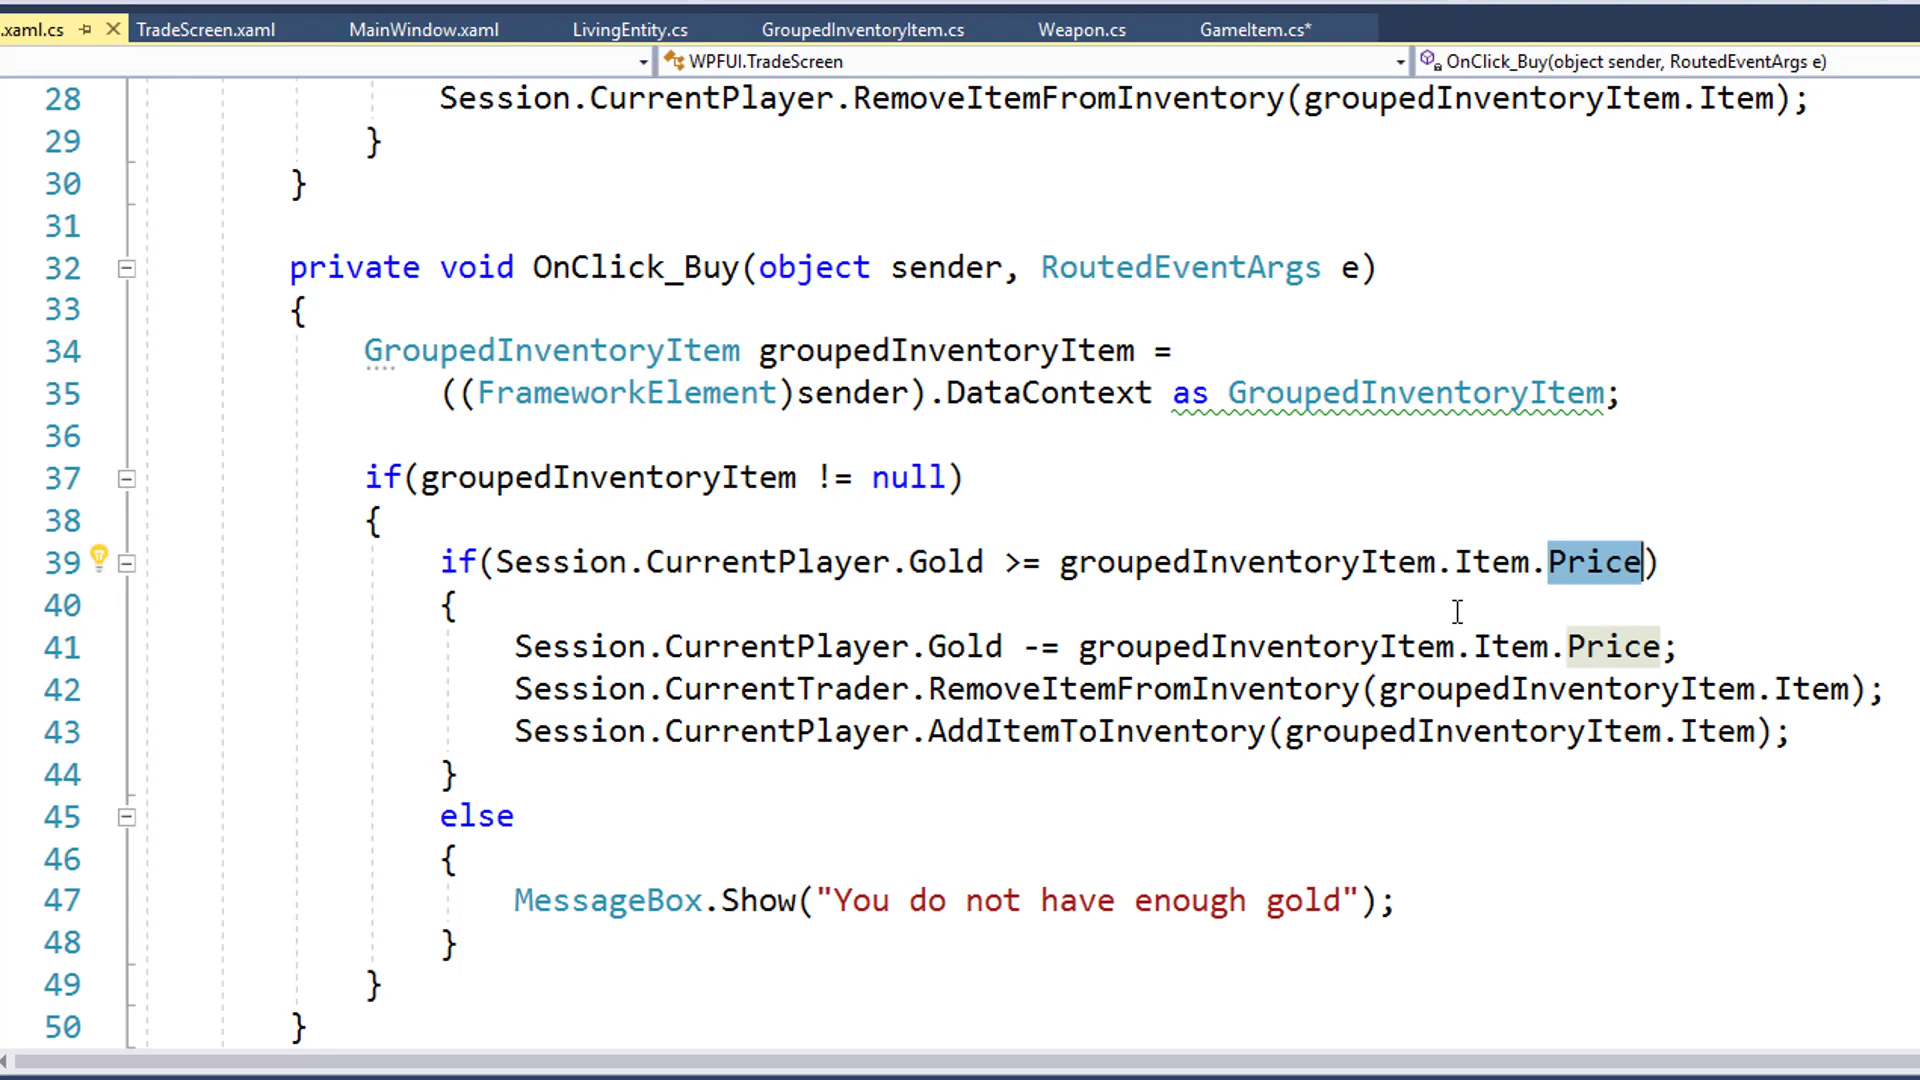 .xaml.cs TradeScreen.xaml MainWindow.xaml LivingEntity.cs GroupedInventoryItem.cs Weapon.cs GameItem.cs*
WPFUI.TradeScreen OnClick_Buy(object sender, RoutedEventArgs e)
28 Session.CurrentPlayer.RemoveItemFromInventory(groupedInventoryItem.Item);
29 }
30 }
31
32 private void OnClick_Buy(object sender, RoutedEventArgs e)
33 {
34 GroupedInventoryItem groupedInventoryItem =
35 ((FrameworkElement)sender).DataContext as GroupedInventoryItem;
36
37 if(groupedInventoryItem != null)
38 {
39 if(Session.CurrentPlayer.Gold >= groupedInventoryItem.Item.Price)
40 {
41 Session.CurrentPlayer.Gold -= groupedInventoryItem.Item.Price;
42 Session.CurrentTrader.RemoveItemFromInventory(groupedInventoryItem.Item);
43 Session.CurrentPlayer.AddItemToInventory(groupedInventoryItem.Item);
44 }
45 else
46 {
47 MessageBox.Show("You do not have enough gold");
48 }
49 }
50 }